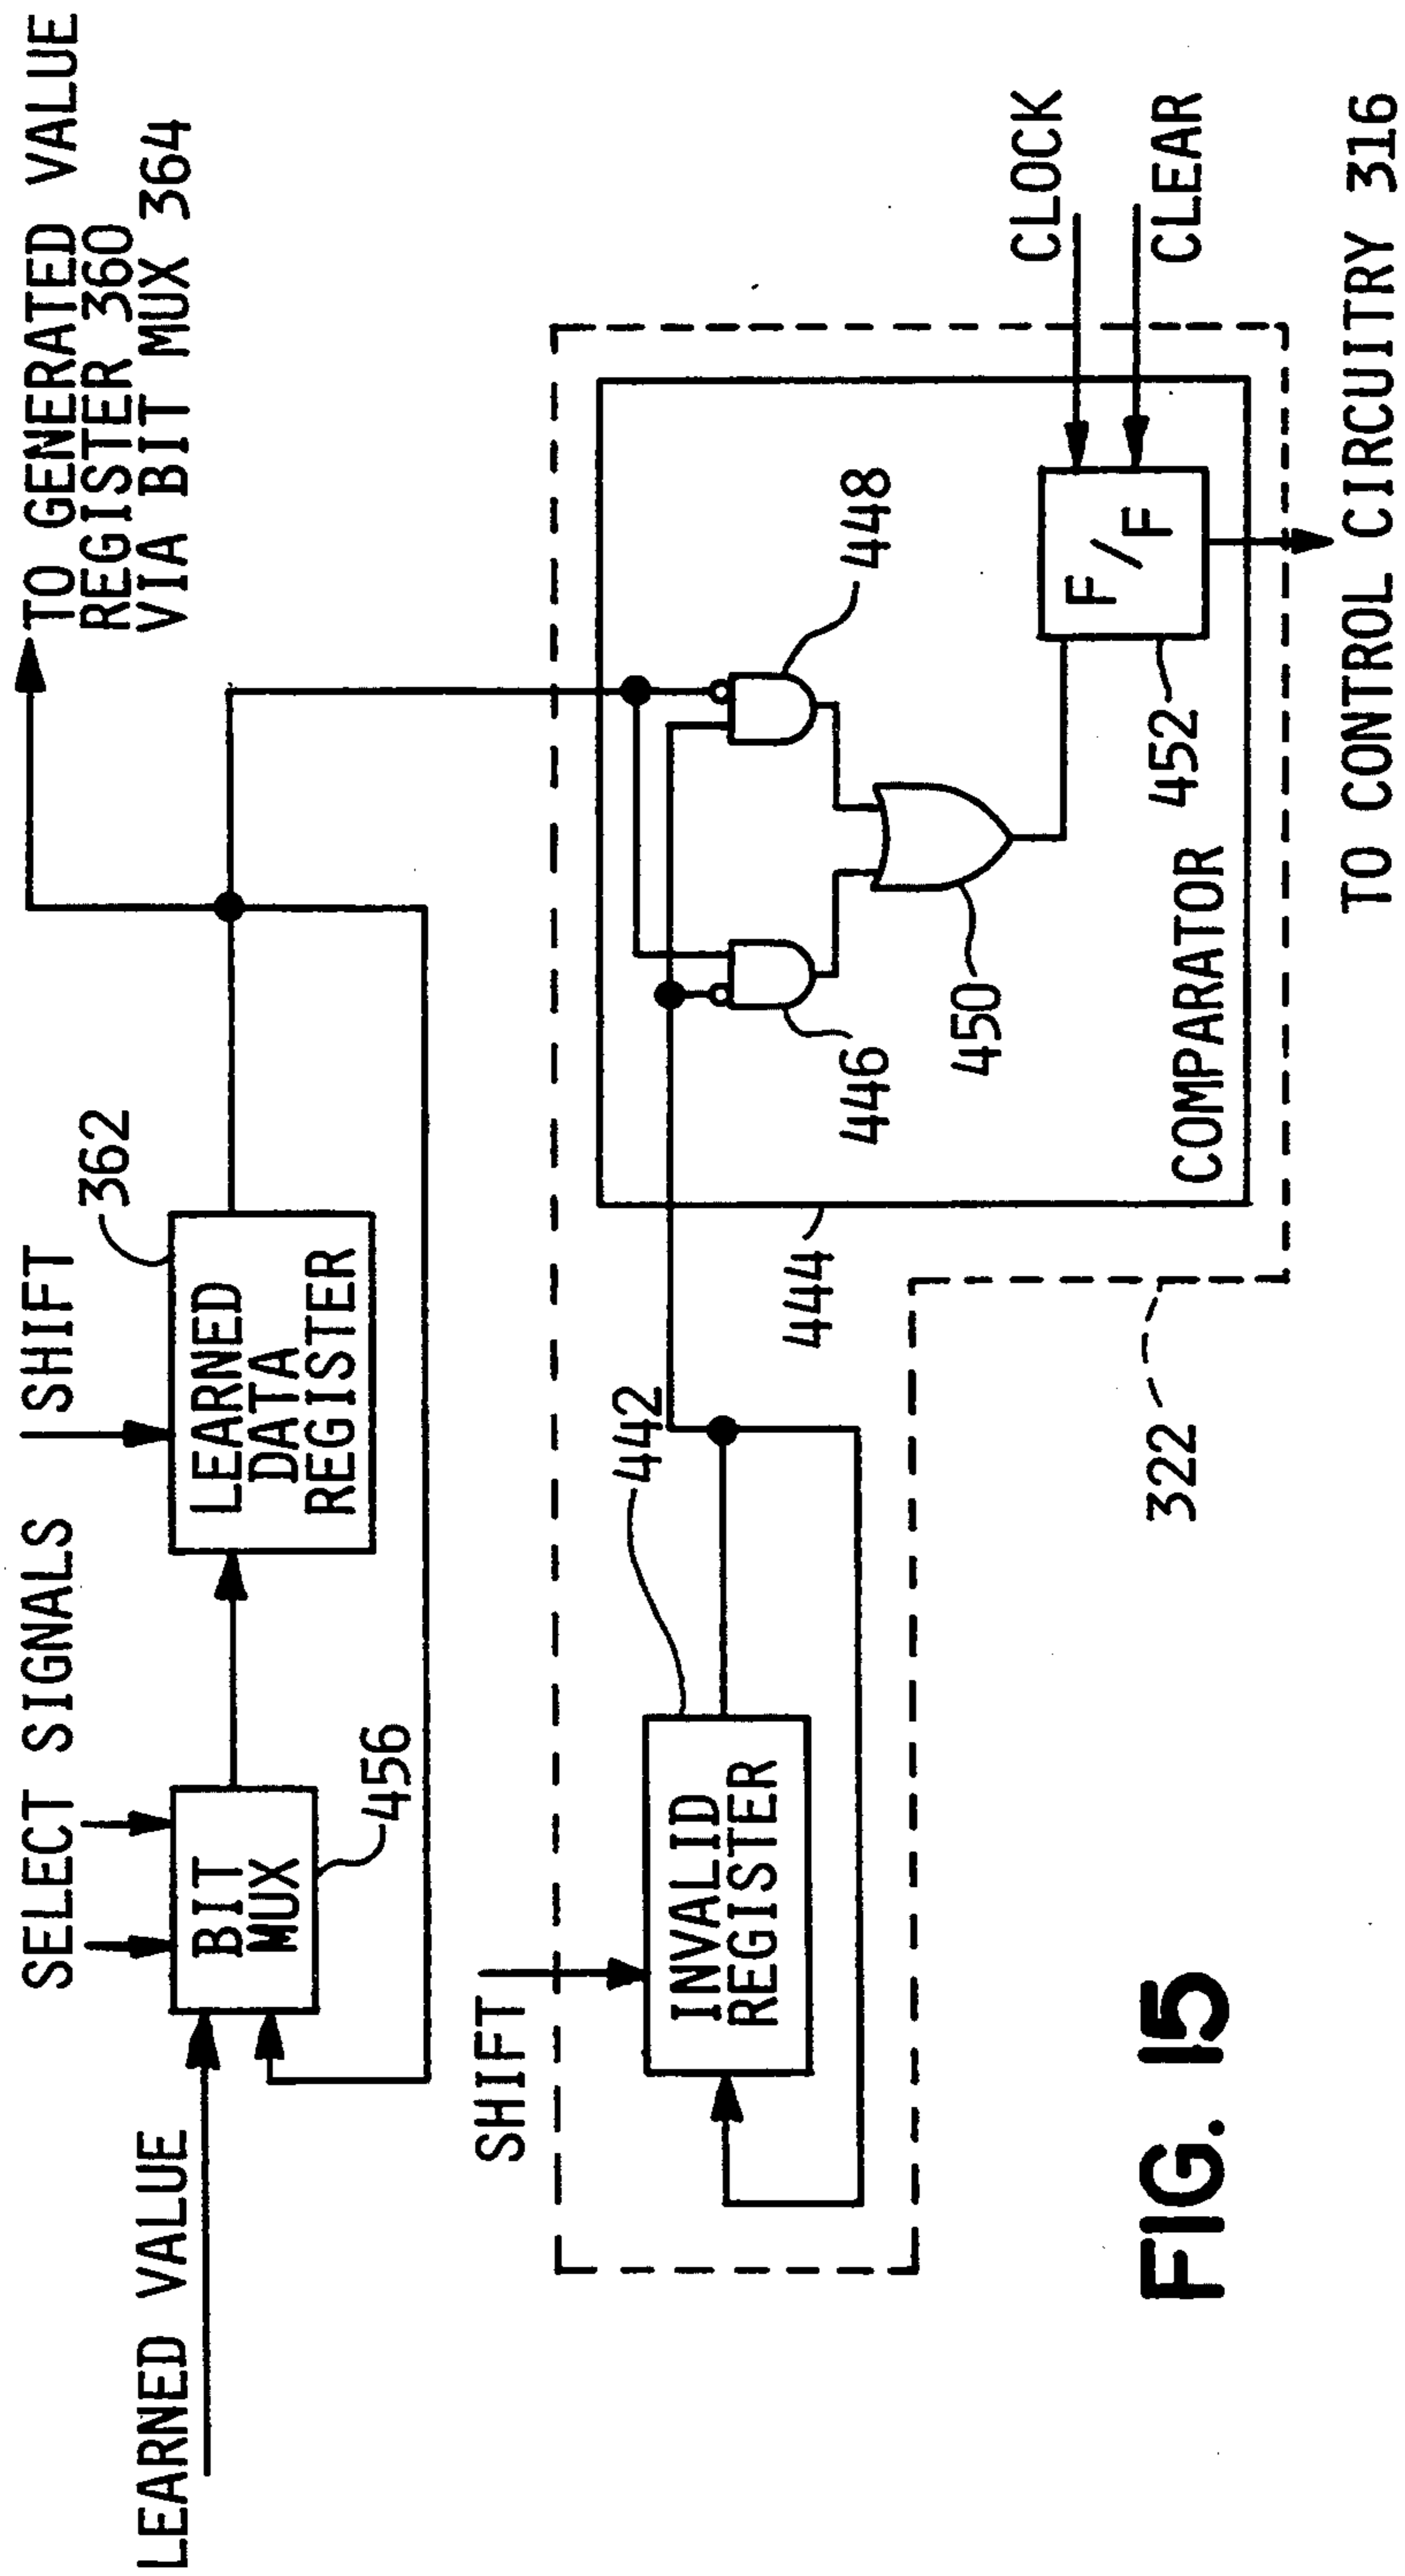 TO GENERATED VALUE
REGISTER 360
VIA BIT MUX 364
SELECT SIGNALS
SHIFT
362
LEARNED VALUE
BIT
MUX
456
LEARNED
DATA
REGISTER
SHIFT
442
INVALID
REGISTER
444
446
448
450
452
F/F
CLOCK
CLEAR
COMPARATOR
322
TO CONTROL CIRCUITRY 316
FIG. 15